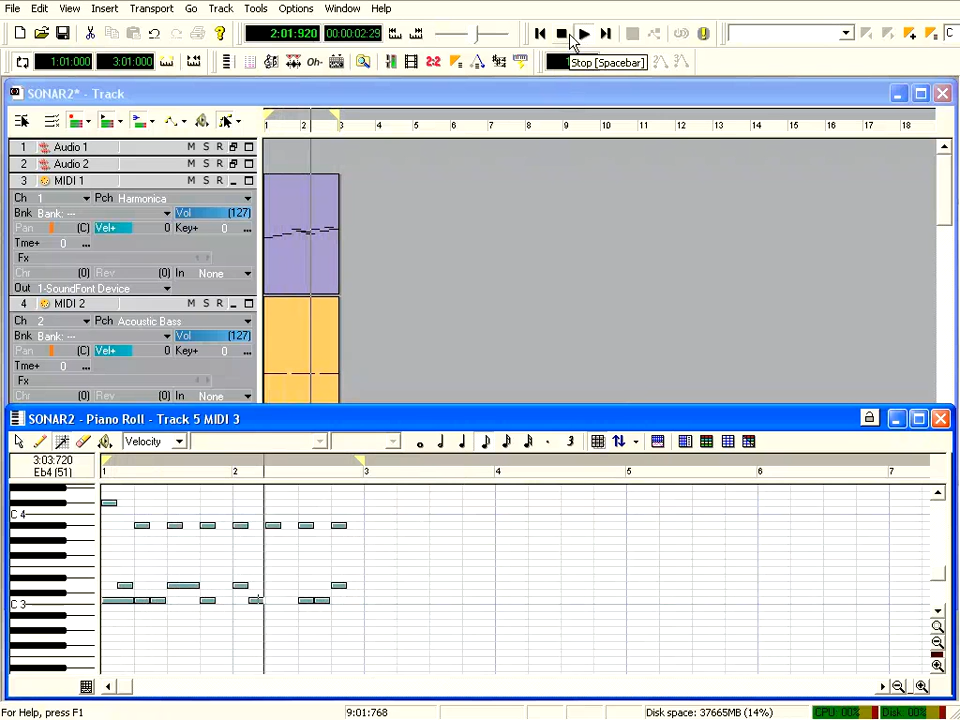 File Edit View Insert Transport Go Track Tools Options Window Help
2:01:920 00:00:02:29
C
1:01:000 3:01:000 Oh- 2:2
Stop [Spacebar]
SONAR2* - Track
1 2 3 4 5 6 7 8 9 10 11 12 13 14 15 16 17 18
1 Audio 1 M S R
2 Audio 2 M S R
3 MIDI 1 M S R
Ch 1 Pch Harmonica
Bnk Bank: --- Vol (127)
Pan (C) Vel+ 0 Key+ 0
Tme+ 0
Fx
Chr (0) Rev (0) In None
Out 1-SoundFont Device
4 MIDI 2 M S R
Ch 2 Pch Acoustic Bass
Bnk Bank: --- Vol (127)
Pan (C) Vel+ 0 Key+ 0
Tme+ 0
Fx
Chr (0) Rev (0) In None
SONAR2 - Piano Roll - Track 5 MIDI 3
Velocity 3
3:03:720
Eb4 (51)
1 2 3 4 5 6 7
C 4
C 3
For Help, press F1 9:01:768 Disk space: 37665MB (14%) CPU: 00% Disk: 00%